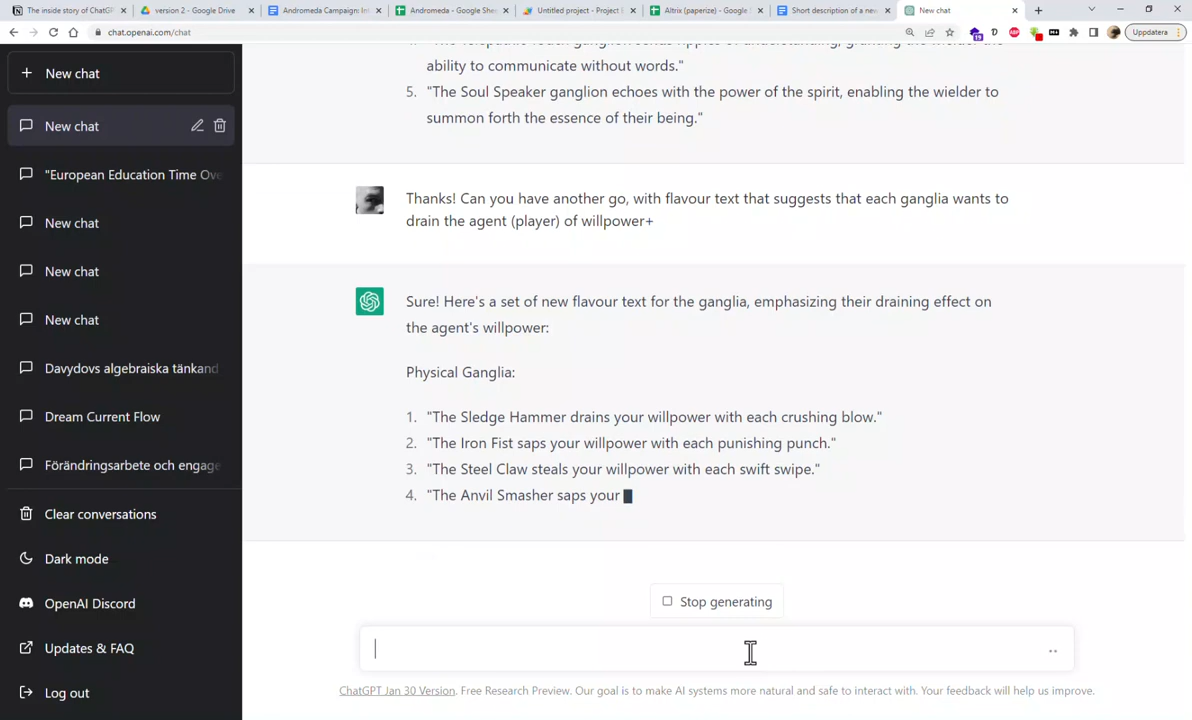 The inside story of ChatG
version 2 - Google Drive
Andromeda Campaign: In
Andromeda - Google She
Untitled project - Project
Altrix (paperize) - Google
Short description of a new
New chat
chat.openai.com/chat
Uppdatera
New chat
New chat
"European Education Time Ove
New chat
New chat
New chat
Davydovs algebraiska tänkand
Dream Current Flow
Förändringsarbete och engage
Clear conversations
Dark mode
OpenAI Discord
Updates & FAQ
Log out
ability to communicate without words."
5. "The Soul Speaker ganglion echoes with the power of the spirit, enabling the wielder to
summon forth the essence of their being."
Thanks! Can you have another go, with flavour text that suggests that each ganglia wants to
drain the agent (player) of willpower+
Sure! Here's a set of new flavour text for the ganglia, emphasizing their draining effect on
the agent's willpower:
Physical Ganglia:
1. "The Sledge Hammer drains your willpower with each crushing blow."
2. "The Iron Fist saps your willpower with each punishing punch."
3. "The Steel Claw steals your willpower with each swift swipe."
4. "The Anvil Smasher saps your
Stop generating
ChatGPT Jan 30 Version. Free Research Preview. Our goal is to make AI systems more natural and safe to interact with. Your feedback will help us improve.